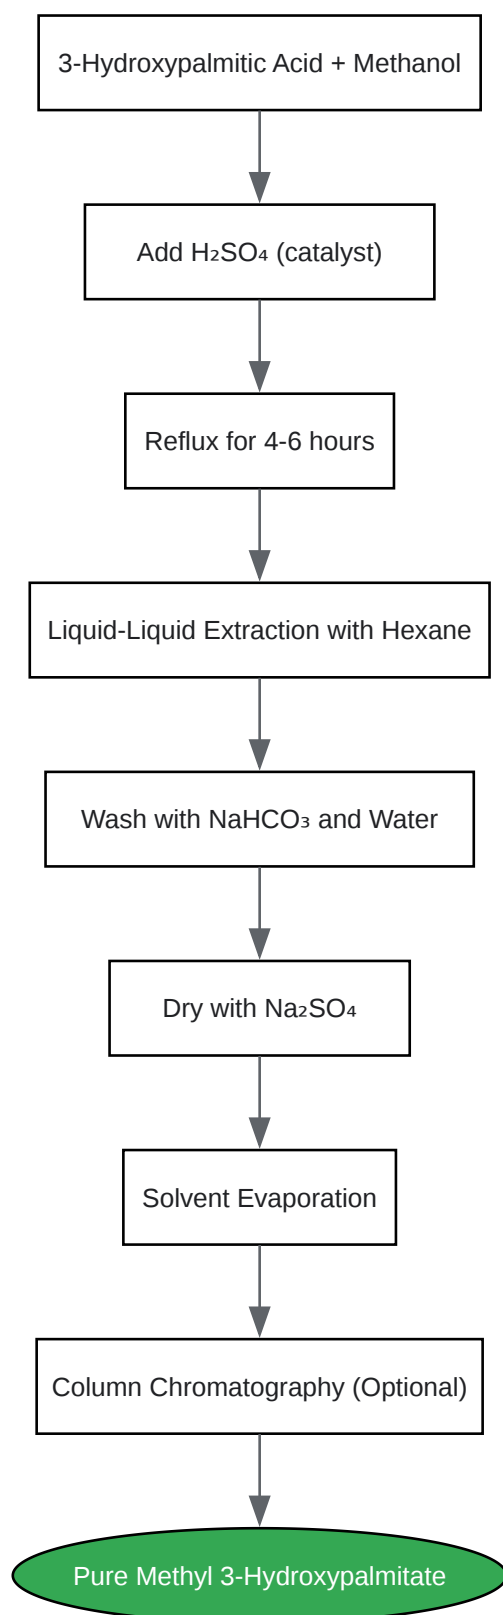 3-Hydroxypalmitic Acid + Methanol
Add H₂SO₄ (catalyst)
Reflux for 4-6 hours
Liquid-Liquid Extraction with Hexane
Wash with NaHCO₃ and Water
Dry with Na₂SO₄
Solvent Evaporation
Column Chromatography (Optional)
Pure Methyl 3-Hydroxypalmitate